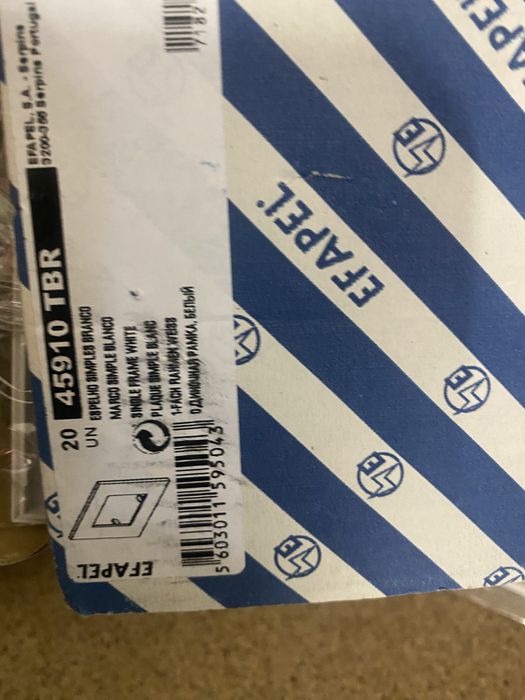 EFAPEL, S.A. - Serpins
3200-355 Serpins Portugal
45910 TBR
20
UN
ESPELHO SIMPLES BRANCO
MARCO SIMPLE BLANCO
SINGLE FRAME WHITE
PLAQUE SIMPLE BLANC
1-FACH RAHMEN WEISS
ОДИНОЧНАЯ РАМКА, БЕЛЫЙ
5 603011 595043
EFAPEL
EFAPEL